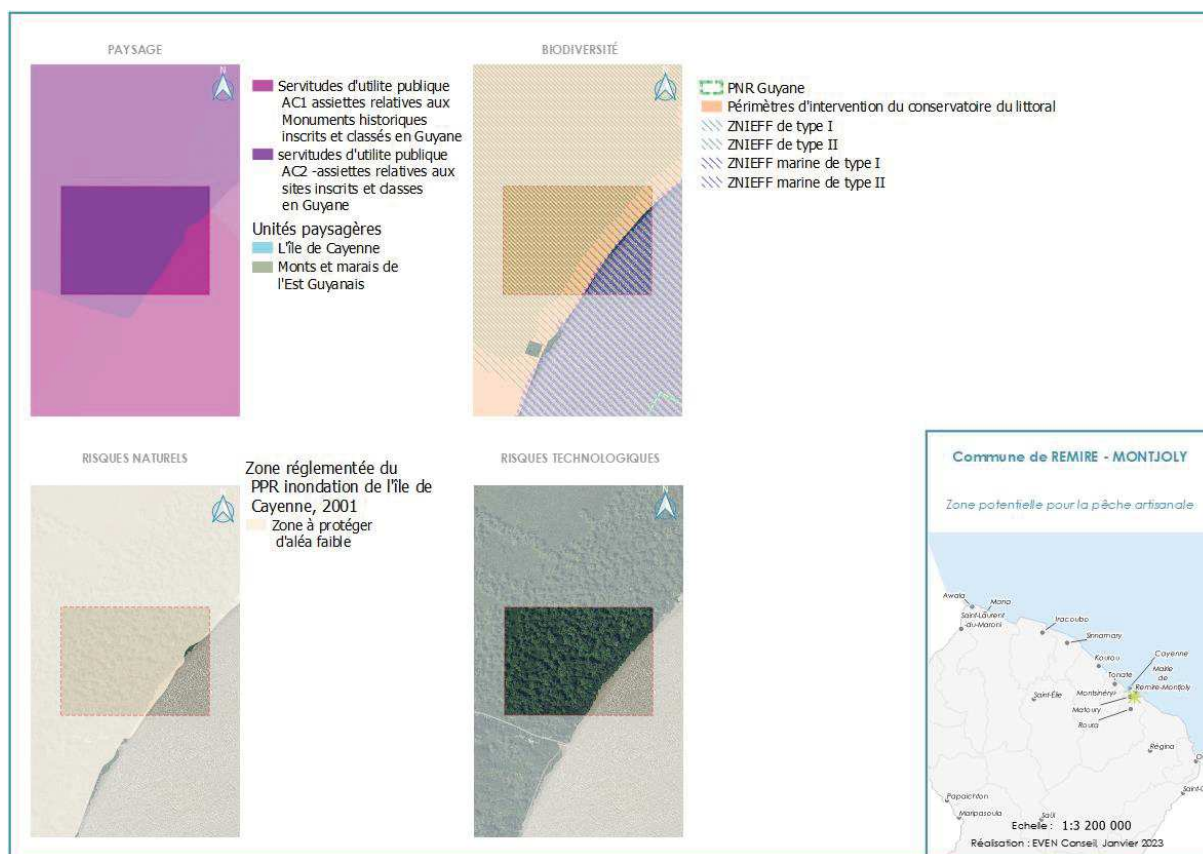 PAYSAGE
N
Servitudes d'utilite publique
AC1 assiettes relatives aux
Monuments historiques
inscrits et classés en Guyane
servitudes d'utilite publique
AC2 -assiettes relatives aux
sites inscrits et classes
en Guyane
Unités paysagères
L'île de Cayenne
Monts et marais de
l'Est Guyanais
BIODIVERSITÉ
N
PNR Guyane
Périmètres d'intervention du conservatoire du littoral
ZNIEFF de type I
ZNIEFF de type II
ZNIEFF marine de type I
ZNIEFF marine de type II
RISQUES NATURELS
N
Zone réglementée du
PPR inondation de l'île de
Cayenne, 2001
Zone à protéger
d'aléa faible
RISQUES TECHNOLOGIQUES
N
Commune de REMIRE - MONTJOLY
Zone potentielle pour la pêche artisanale
Awala
Mana
Saint-Laurent
-du-Maroni
Iracoubo
Sinnamary
Kourou
Cayenne
Tonate
Mairie
de
Remire-Montjoly
Montsinéry
Matoury
Saint-Élie
Roura
Régina
Saint-G
Papaichton
Maripasoula
Saül
Echelle : 1:3 200 000
Réalisation : EVEN Conseil, Janvier 2023